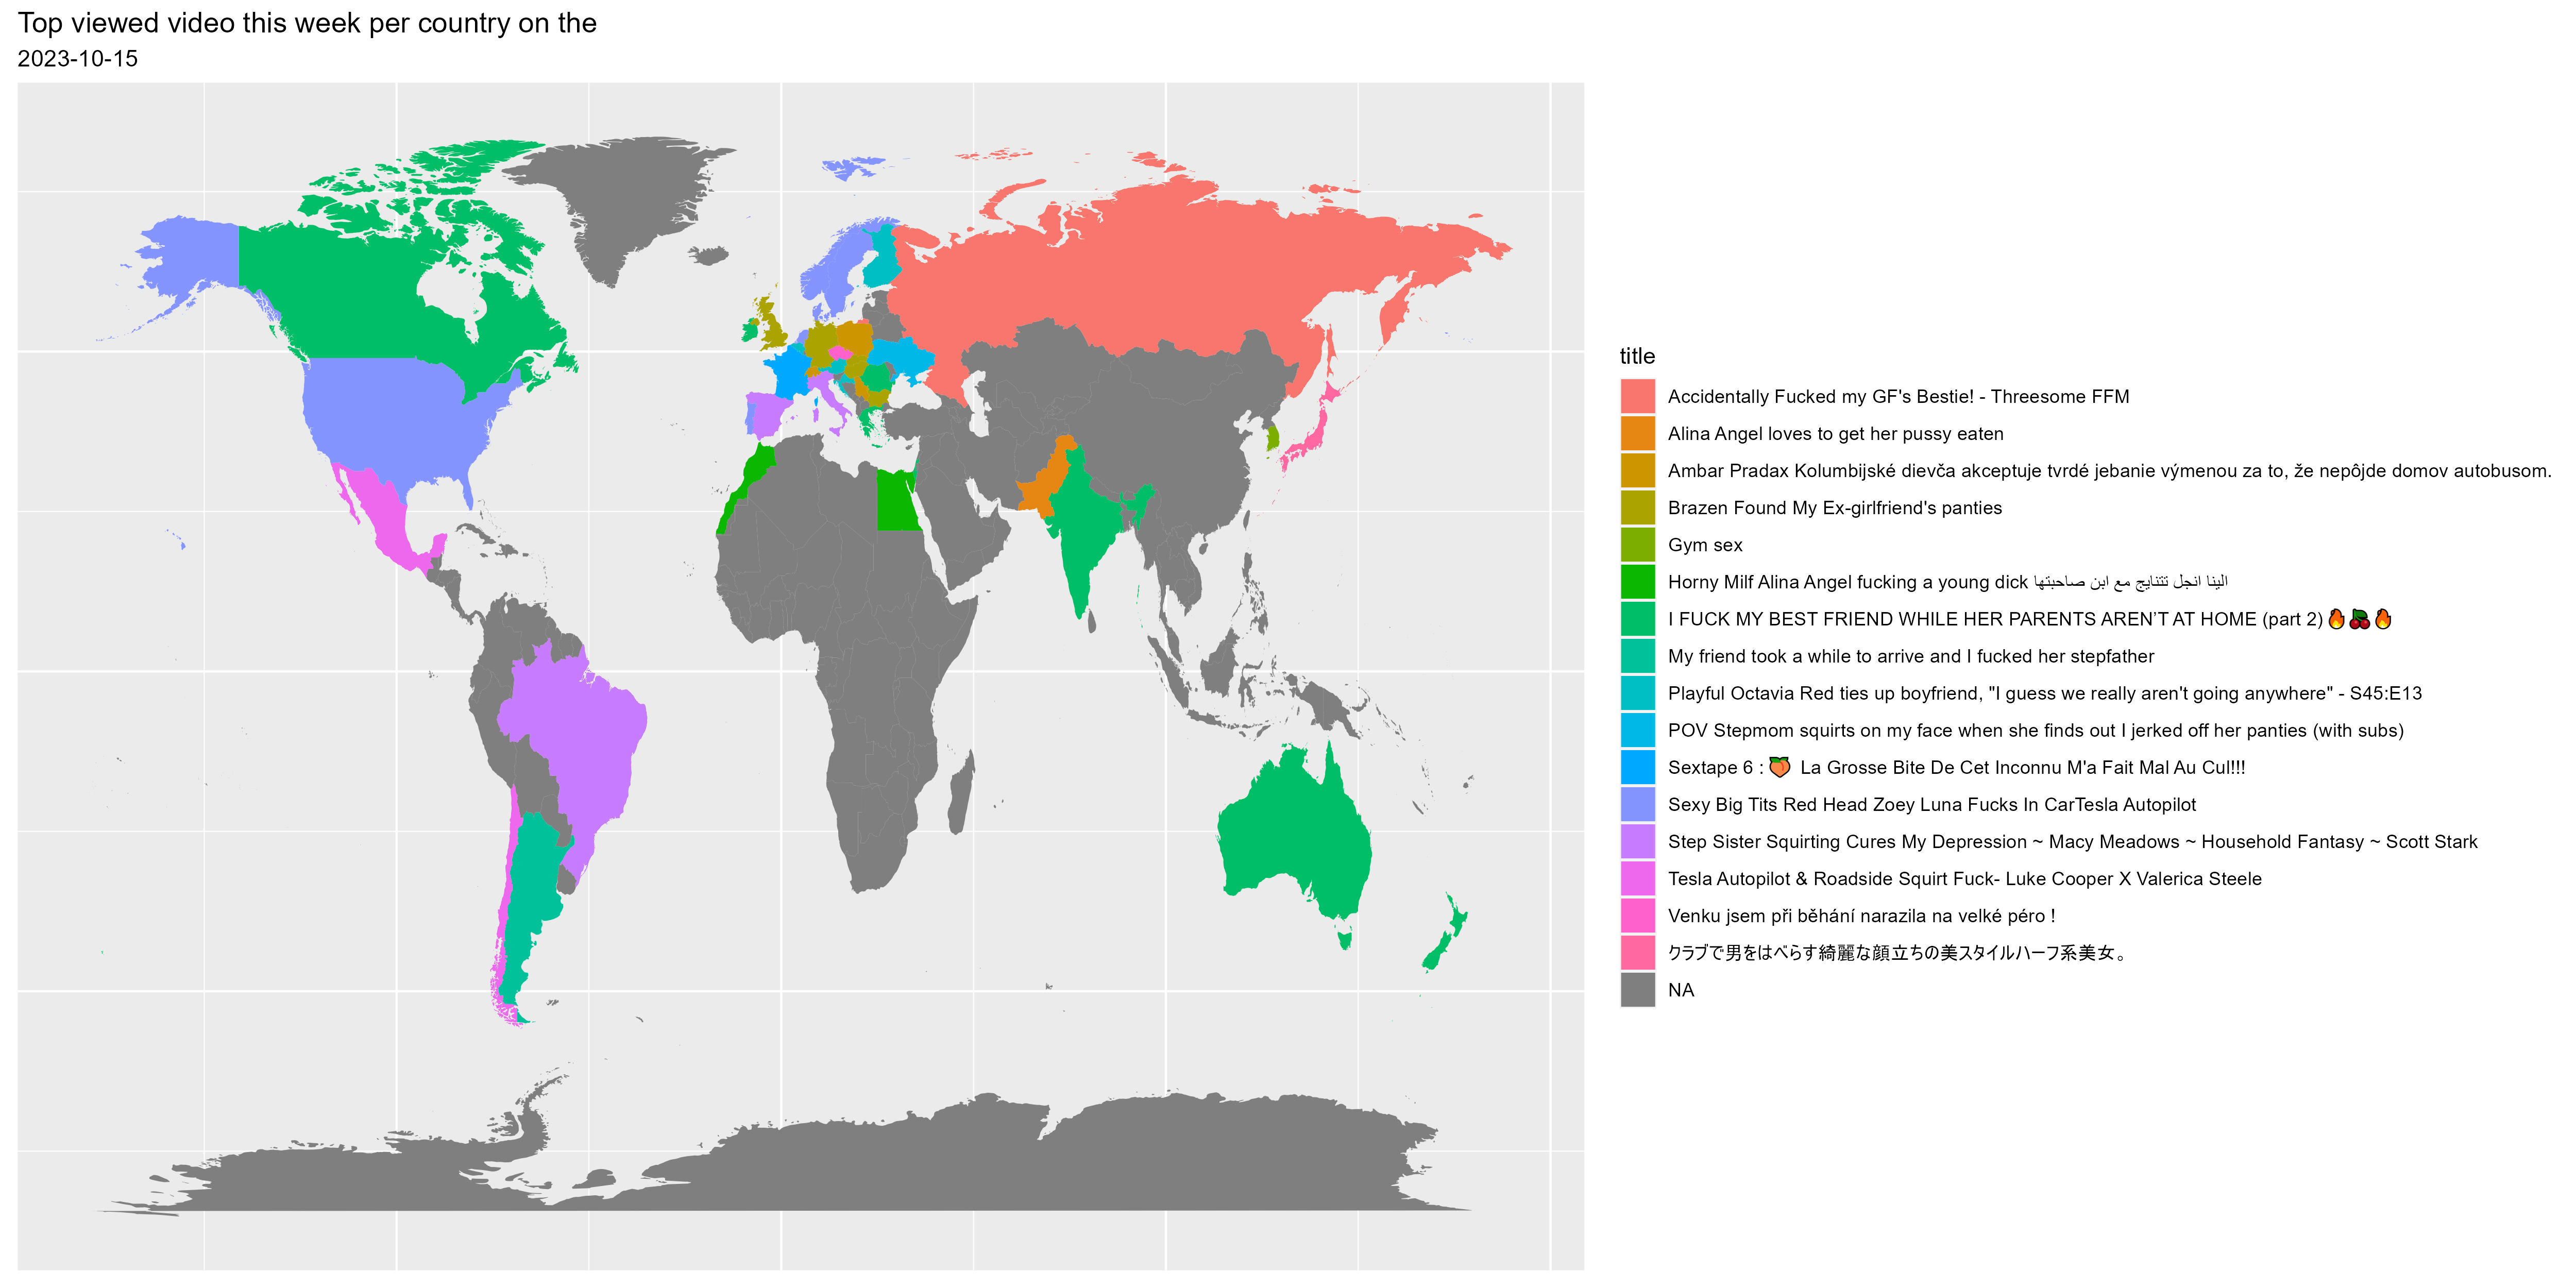 Top viewed video this week per country on the
2023-10-15
title
Accidentally Fucked my GF's Bestie! - Threesome FFM
Alina Angel loves to get her pussy eaten
Ambar Pradax Kolumbijské dievča akceptuje tvrdé jebanie výmenou za to, že nepôjde domov autobusom.
Brazen Found My Ex-girlfriend's panties
Gym sex
Horny Milf Alina Angel fucking a young dick الينا انجل تتنايج مع ابن صاحبتها
I FUCK MY BEST FRIEND WHILE HER PARENTS AREN’T AT HOME (part 2) 🔥🍒🔥
My friend took a while to arrive and I fucked her stepfather
Playful Octavia Red ties up boyfriend, "I guess we really aren't going anywhere" - S45:E13
POV Stepmom squirts on my face when she finds out I jerked off her panties (with subs)
Sextape 6 : 🍑 La Grosse Bite De Cet Inconnu M'a Fait Mal Au Cul!!!
Sexy Big Tits Red Head Zoey Luna Fucks In CarTesla Autopilot
Step Sister Squirting Cures My Depression ~ Macy Meadows ~ Household Fantasy ~ Scott Stark
Tesla Autopilot & Roadside Squirt Fuck- Luke Cooper X Valerica Steele
Venku jsem při běhání narazila na velké péro !
クラブで男をはべらす綺麗な顔立ちの美スタイルハーフ系美女。
NA